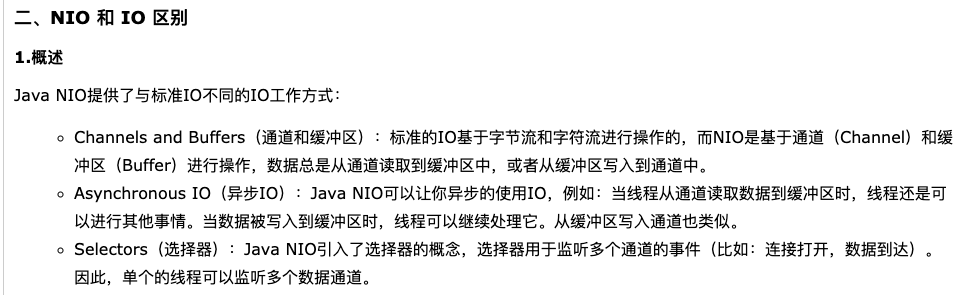 二、NIO 和 IO 区别
1.概述
Java NIO提供了与标准IO不同的IO工作方式：
Channels and Buffers（通道和缓冲区）：标准的IO基于字节流和字符流进行操作的，而NIO是基于通道（Channel）和缓
冲区（Buffer）进行操作，数据总是从通道读取到缓冲区中，或者从缓冲区写入到通道中。
Asynchronous IO（异步IO）：Java NIO可以让你异步的使用IO，例如：当线程从通道读取数据到缓冲区时，线程还是可
以进行其他事情。当数据被写入到缓冲区时，线程可以继续处理它。从缓冲区写入通道也类似。
Selectors（选择器）：Java NIO引入了选择器的概念，选择器用于监听多个通道的事件（比如：连接打开，数据到达）。
因此，单个的线程可以监听多个数据通道。